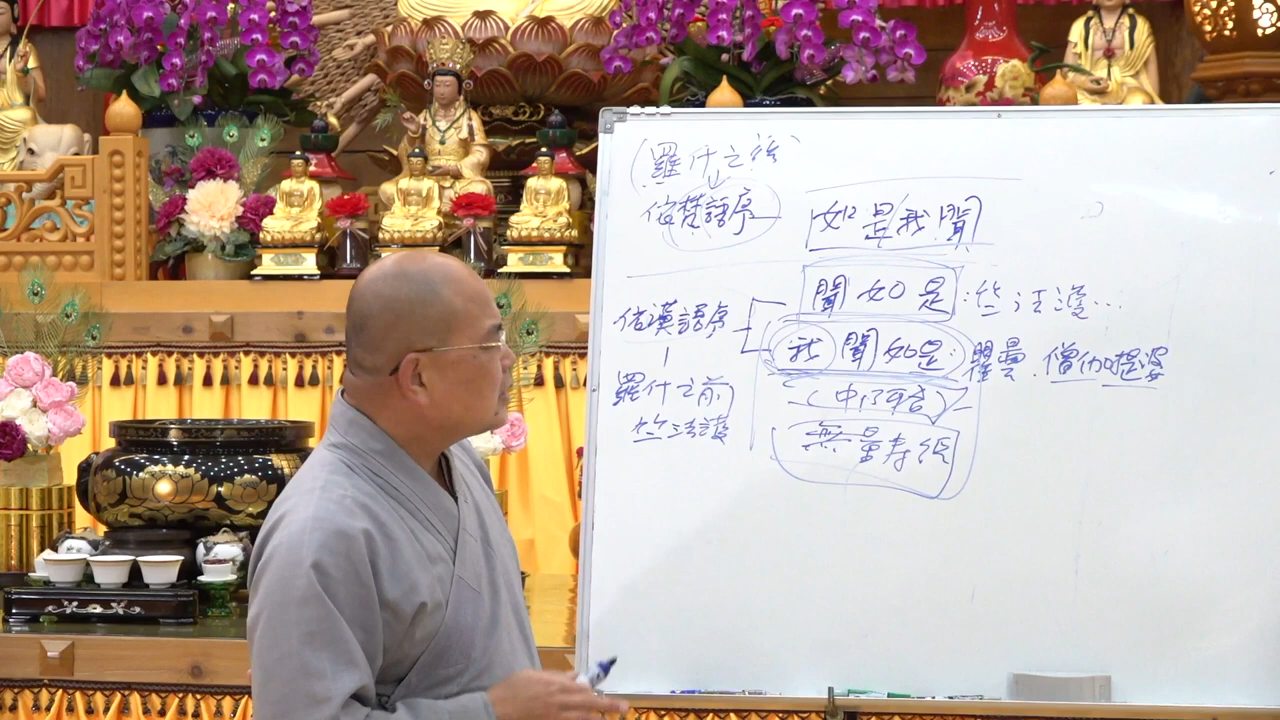 羅什之後
依梵語序
如是我聞
聞如是:竺法護...
依漢語序
我聞如是:瞿曇.僧伽提婆
羅什之前
(中阿含)
竺法護
無量壽經